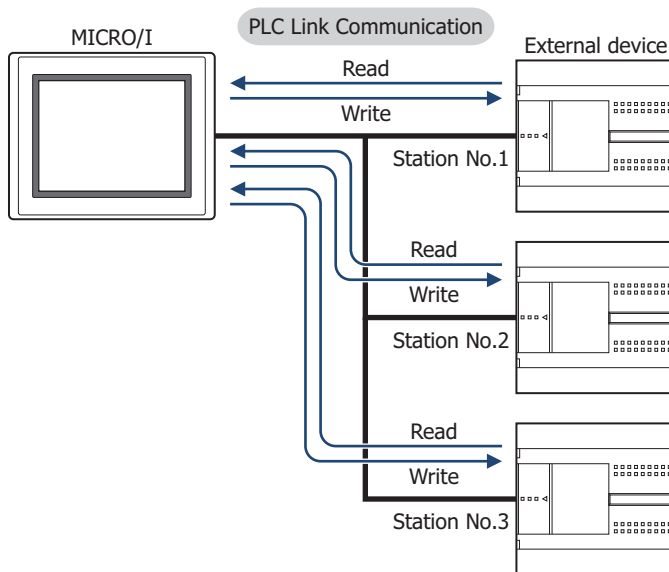 PLC Link Communication
MICRO/I
External device
Read
Write
Station No.1
Read
Write
Station No.2
Read
Write
Station No.3